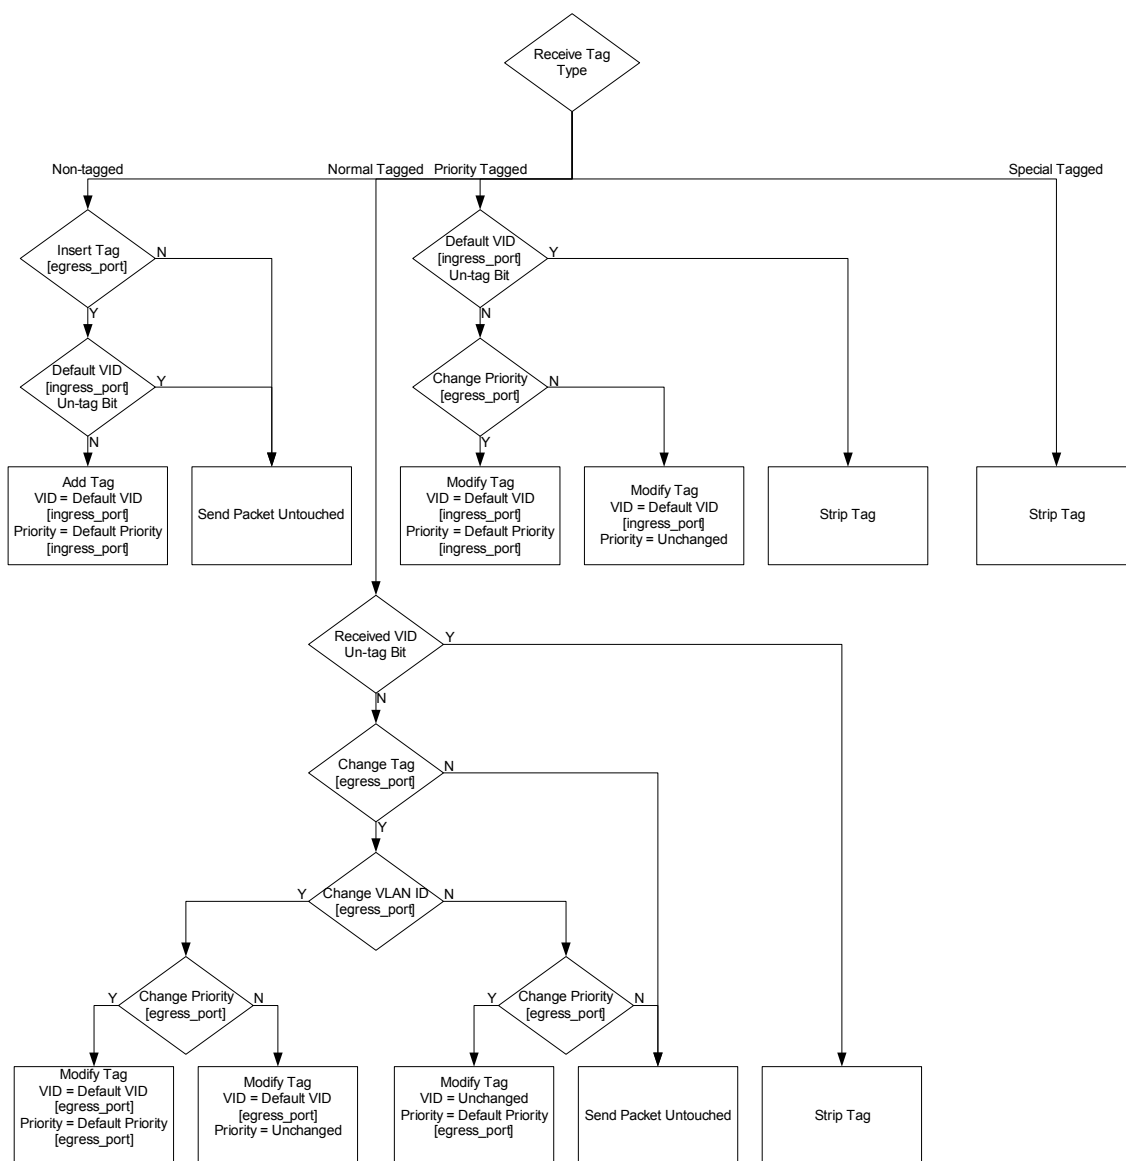 Receive Tag
Type
Non-tagged
Normal Tagged
Priority Tagged
Special Tagged
Insert Tag
[egress_port]
N
Y
Default VID
[ingress_port]
Un-tag Bit
Y
N
Default VID
[ingress_port]
Un-tag Bit
Y
N
Change Priority
[egress_port]
N
Y
Add Tag
VID = Default VID
[ingress_port]
Priority = Default Priority
[ingress_port]
Send Packet Untouched
Modify Tag
VID = Default VID
[ingress_port]
Priority = Default Priority
[ingress_port]
Modify Tag
VID = Default VID
[ingress_port]
Priority = Unchanged
Strip Tag
Strip Tag
Received VID
Un-tag Bit
Y
N
Change Tag
[egress_port]
N
Y
Change VLAN ID
[egress_port]
Y
N
Change Priority
[egress_port]
Y
N
Change Priority
[egress_port]
Y
N
Modify Tag
VID = Default VID
[egress_port]
Priority = Default Priority
[egress_port]
Modify Tag
VID = Default VID
[egress_port]
Priority = Unchanged
Modify Tag
VID = Unchanged
Priority = Default Priority
[egress_port]
Send Packet Untouched
Strip Tag